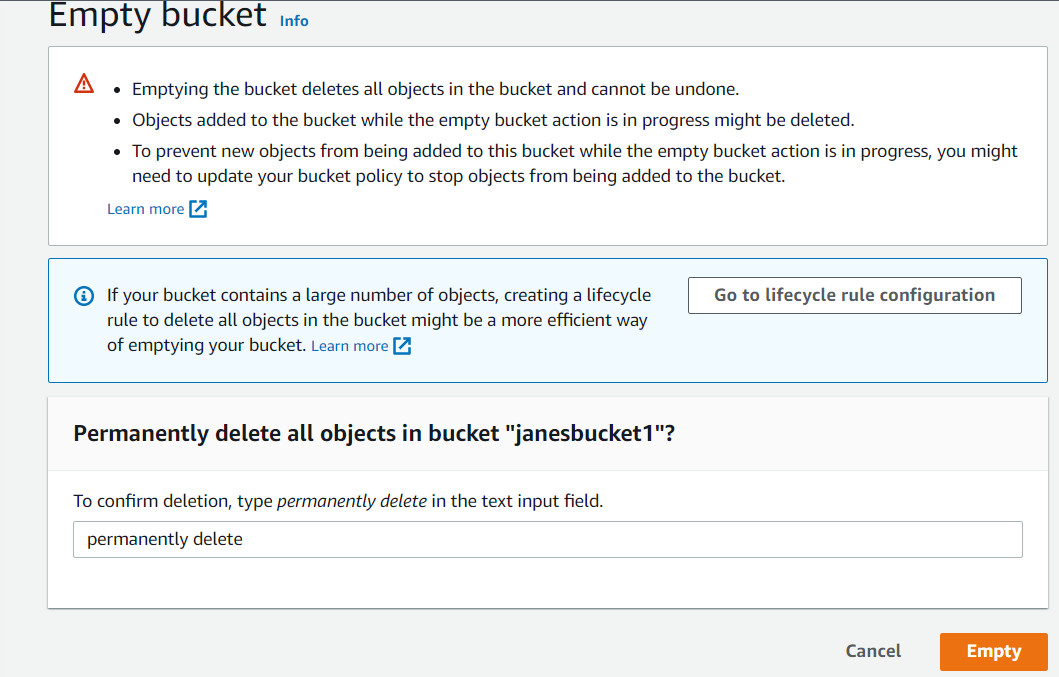 Empty bucket Info
• Emptying the bucket deletes all objects in the bucket and cannot be undone.
• Objects added to the bucket while the empty bucket action is in progress might be deleted.
• To prevent new objects from being added to this bucket while the empty bucket action is in progress, you might
need to update your bucket policy to stop objects from being added to the bucket.
Learn more
If your bucket contains a large number of objects, creating a lifecycle
rule to delete all objects in the bucket might be a more efficient way
of emptying your bucket. Learn more
Go to lifecycle rule configuration
Permanently delete all objects in bucket "janesbucket1"?
To confirm deletion, type permanently delete in the text input field.
permanently delete
Cancel
Empty